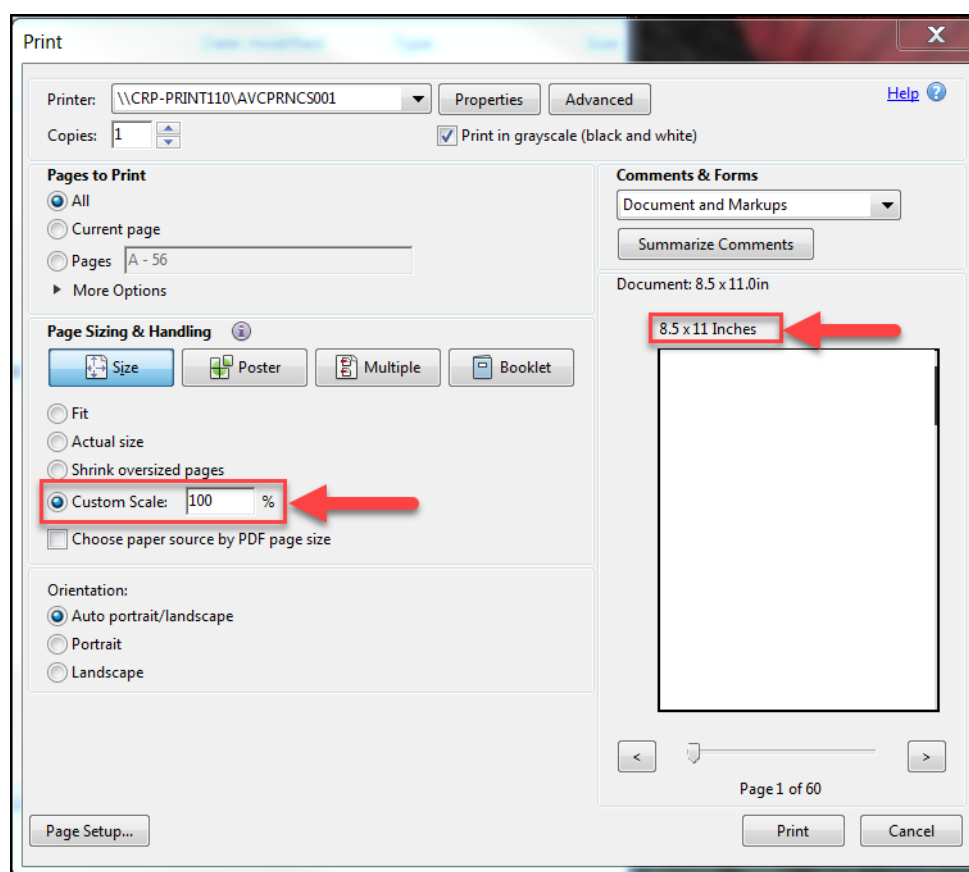 Print
Printer: \\CRP-PRINT110\AVCPRNCS001 Properties Advanced Help
Copies: 1 Print in grayscale (black and white)
Pages to Print
All
Current page
Pages A - 56
More Options
Comments & Forms
Document and Markups
Summarize Comments
Page Sizing & Handling
Size Poster Multiple Booklet
Fit
Actual size
Shrink oversized pages
Custom Scale: 100 %
Choose paper source by PDF page size
Orientation:
Auto portrait/landscape
Portrait
Landscape
Document: 8.5 x 11.0in
8.5 x 11 Inches
< >
Page 1 of 60
Page Setup... Print Cancel